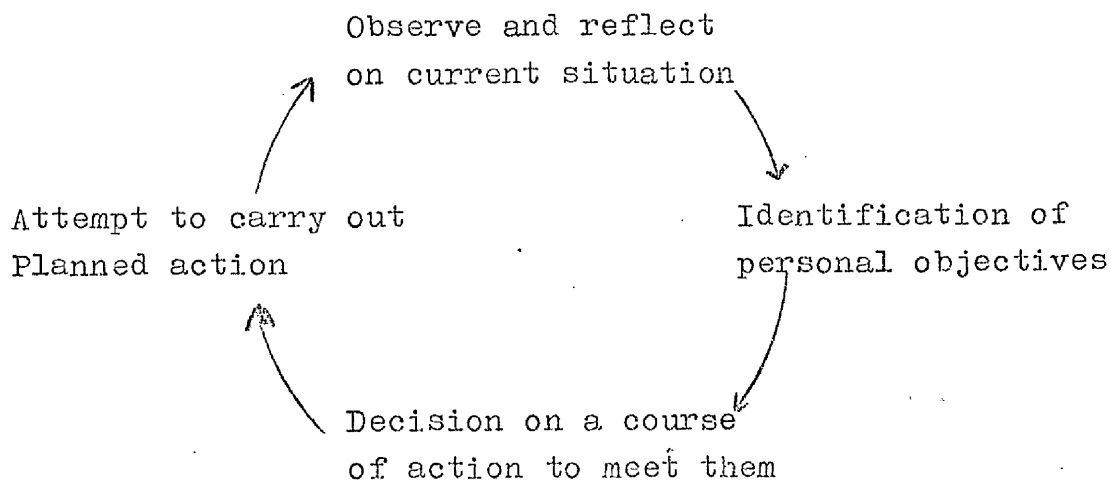 Observe and reflect
on current situation
Identification of
personal objectives
Decision on a course
of action to meet them
Attempt to carry out
Planned action